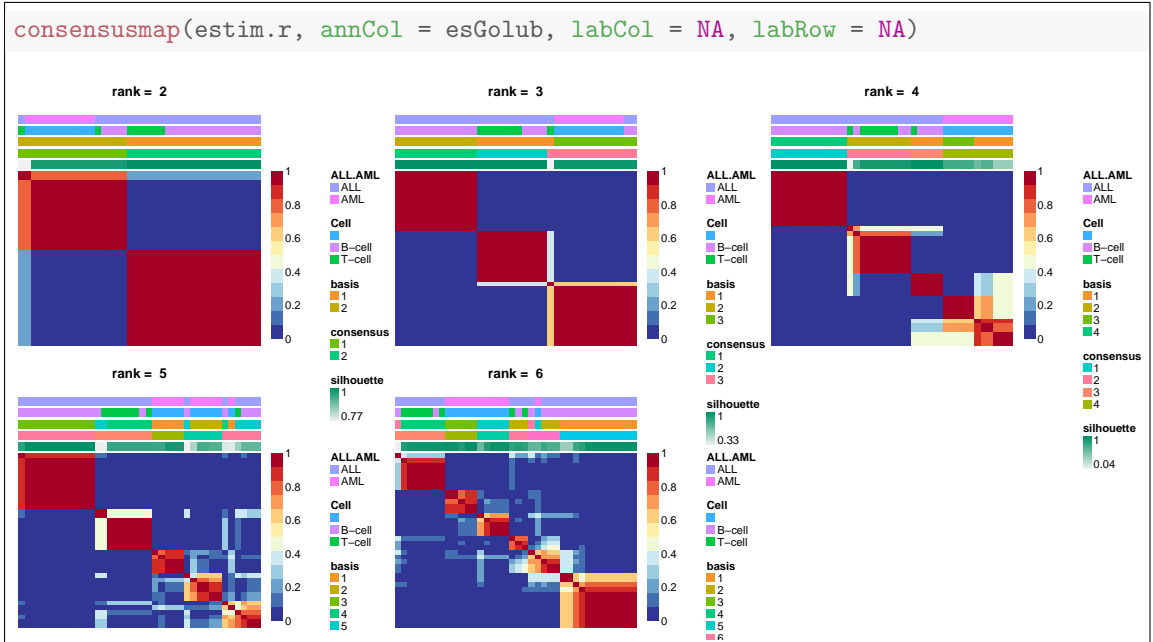 consensusmap(estim.r, annCol = esGolub, labCol = NA, labRow = NA)
rank = 2
1
0.8
0.6
0.4
0.2
0
ALL.AML
ALL
AML
Cell
B−cell
T−cell
basis
1
2
consensus
1
2
silhouette
1
0.77
rank = 3
1
0.8
0.6
0.4
0.2
0
ALL.AML
ALL
AML
Cell
B−cell
T−cell
basis
1
2
3
consensus
1
2
3
silhouette
1
0.33
rank = 4
1
0.8
0.6
0.4
0.2
0
ALL.AML
ALL
AML
Cell
B−cell
T−cell
basis
1
2
3
4
consensus
1
2
3
4
silhouette
1
0.04
rank = 5
1
0.8
0.6
0.4
0.2
0
ALL.AML
ALL
AML
Cell
B−cell
T−cell
basis
1
2
3
4
5
rank = 6
1
0.8
0.6
0.4
0.2
0
ALL.AML
ALL
AML
Cell
B−cell
T−cell
basis
1
2
3
4
5
6